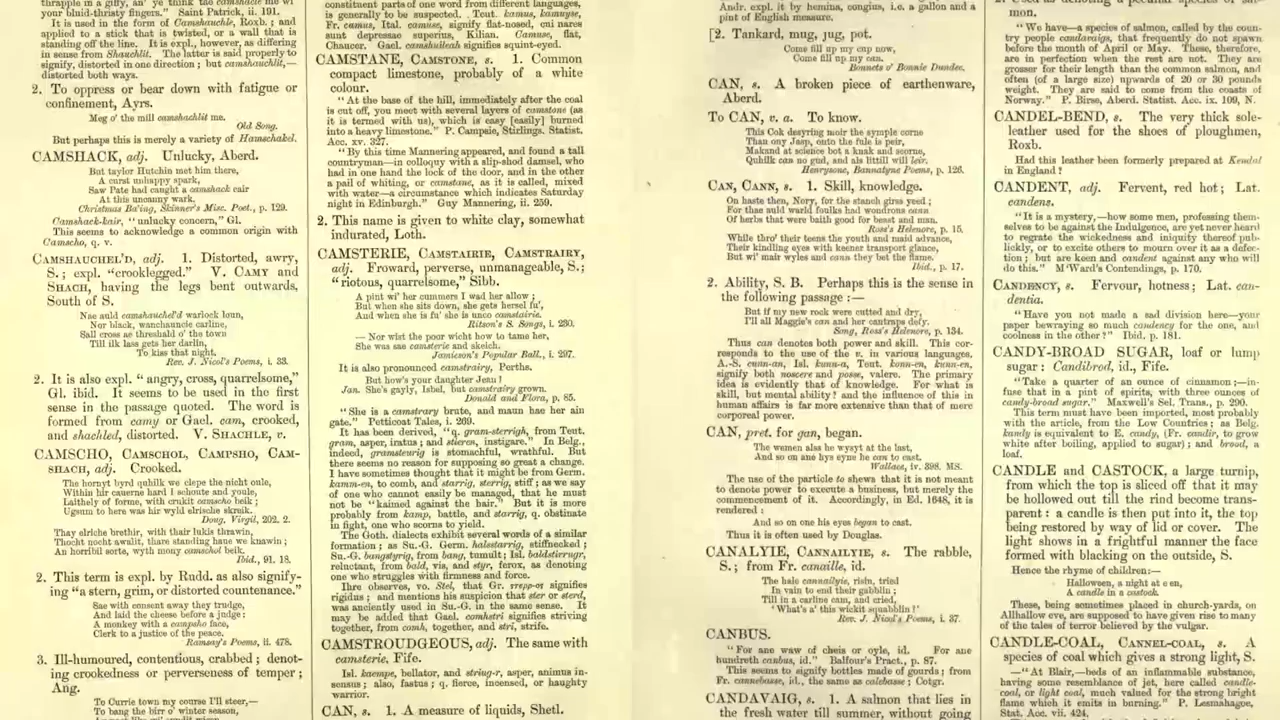 thrapple in a giffy, an' ye think the camshacle me wi'
your bluid-thristy fingers." Saint Patrick, ii. 191.
It is used in the form of Camshauchle, Roxb.; and
applied to a stick that is twisted, or a wall that is
standing off the line. It is expl., however, as differing
in sense from Shauchlit. The latter is said properly to
signify, distorted in one direction; but camshauchlit,—
distorted both ways.
2. To oppress or bear down with fatigue or
confinement, Ayrs.
Meg o' the mill camshachlit me.
Old Song.
But perhaps this is merely a variety of Hamschakel.
CAMSHACK, adj. Unlucky, Aberd.
But taylor Hutchin met him there,
A curst unhappy spark,
Saw Pate had caught a camshack cair
At this uncanny wark.
Christmas Ba'ing, Skinner's Misc. Poet., p. 129.
Camshack-kair, "unlucky concern," Gl.
This seems to acknowledge a common origin with
Camscho, q. v.
CAMSHAUCHEL'D, adj. 1. Distorted, awry,
S.; expl. "crooklegged." V. CAMY and
SHACH, having the legs bent outwards,
South of S.
Nae auld camshauchel'd warlock loun,
Nor black, wanchancie carline,
Sall cross ae threshald o' the town
Till ilk lass gets her darlin,
To kiss that night.
Rev. J. Nicol's Poems, i. 33.
2. It is also expl. "angry, cross, quarrelsome,"
Gl. ibid. It seems to be used in the first
sense in the passage quoted. The word is
formed from camy or Gael. cam, crooked,
and shachled, distorted. V. SHACHLE, v.
CAMSCHO, CAMSCHOL, CAMPSHO, CAM-
SHACH, adj. Crooked.
The hornyt byrd quhilk we clepe the nicht oule,
Within hir cauerne hard I schoute and youle,
Laithely of forme, with crukit camscho beik;
Ugsum to here was hir wyld elrische skreik.
Doug. Virgil, 202. 2.
Thay elriche brethir, with thair lukis thrawin,
Thocht nocht awalit, thare standing haue we knawin;
An horribil sorte, wyth mony camschol beik.
Ibid., 91. 18.
2. This term is expl. by Rudd. as also signify-
ing "a stern, grim, or distorted countenance."
Sae with consent away they trudge,
And laid the cheese before a judge;
A monkey with a campsho face,
Clerk to a justice of the peace.
Ramsay's Poems, ii. 478.
3. Ill-humoured, contentious, crabbed; denot-
ing crookedness or perverseness of temper;
Ang.
To Currie town my course I'll steer,—
To bang the birr o' winter season,
constituent parts of one word from different languages,
is generally to be suspected. Teut. kamus, kamuyse,
Fr. camus, Ital. camuse, signify flat-nosed, cui nares
sunt depressae superius, Kilian. Camuse, flat,
Chaucer. Gael. camshuileach signifies squint-eyed.
CAMSTANE, CAMSTONE, s. 1. Common
compact limestone, probably of a white
colour.
"At the base of the hill, immediately after the coal
is cut off, you meet with several layers of camstone (as
it is termed with us), which is easy [easily] burned
into a heavy limestone." P. Campsie, Stirlings. Statist.
Acc. xv. 327.
"By this time Mannering appeared, and found a tall
countryman—in colloquy with a slip-shod damsel, who
had in one hand the lock of the door, and in the other
a pail of whiting, or camstane, as it is called, mixed
with water—a circumstance which indicates Saturday
night in Edinburgh." Guy Mannering, ii. 259.
2. This name is given to white clay, somewhat
indurated, Loth.
CAMSTERIE, CAMSTAIRIE, CAMSTRAIRY,
adj. Froward, perverse, unmanageable, S.;
"riotous, quarrelsome," Sibb.
A pint wi' her cummers I wad her allow;
But when she sits down, she gets hersel fu',
And when she is fu' she is unco camstairie.
Ritson's S. Songs, i. 230.
— Nor wist the poor wicht how to tame her,
She was sae camsterie and skeich.
Jamieson's Popular Ball., i. 297.
It is also pronounced camstrairy, Perths.
But how's your daughter Jean?
Jan. She's gayly, Isbel, but camstrairy grown.
Donald and Flora, p. 85.
"She is a camstrary brute, and maun hae her ain
gate." Petticoat Tales, i. 269.
It has been derived, "q. gram-sterrigh, from Teut.
gram, asper, iratus; and stieren, instigare." In Belg.,
indeed, gramsteurig is stomachful, wrathful. But
there seems no reason for supposing so great a change.
I have sometimes thought that it might be from Germ.
kamm-en, to comb, and starrig, sterrig, stiff; as we say
of one who cannot easily be managed, that he must
not be "kaimed against the hair." But it is more
probably from kamp, battle, and starrig, q. obstinate
in fight, one who scorns to yield.
The Goth. dialects exhibit several words of a similar
formation; as Su.-G. Germ. halsstarrig, stiffnecked;
Su.-G. bangstyrig, from bang, tumult; Isl. baldstirrugr,
reluctant, from bald, vis, and styr, ferox, as denoting
one who struggles with firmness and force.
Ihre observes, vo. Stel, that Gr. στερρ-ος signifies
rigidus; and mentions his suspicion that ster or sterd,
was anciently used in Su.-G. in the same sense. It
may be added that Gael. comhstri signifies striving
together, from comh, together, and stri, strife.
CAMSTROUDGEOUS, adj. The same with
camsterie, Fife.
Isl. kaemps, bellator, and striug-r, asper, animus in-
sensus; also, fastus; q. fierce, incensed, or haughty
warrior.
CAN, s. 1. A measure of liquids, Shetl.
Andr. expl. it by hemina, congius, i.e. a gallon and a
pint of English measure.
[2. Tankard, mug, jug, pot.
Come fill up my cup now,
Come fill up my can.
Bonnets o' Bonnie Dundee.
CAN, s. A broken piece of earthenware,
Aberd.
To CAN, v. a. To know.
This Cok desyring moir the symple corne
Than ony Jasp, onto the fule is peir,
Makand at science bot a knak and scorne,
Quhilk can no gud, and als littill will leir.
Henrysone, Bannatyne Poems, p. 126.
CAN, CANN, s. 1. Skill, knowledge.
On haste then, Nory, for the stanch girss yeed;
For thae auld warld foulks had wondrous cann
Of herbs that were baith good for beast and man.
Ross's Helenore, p. 15.
While thro' their teens the youth and maid advance,
Their kindling eyes with keener transport glance,
But wi' mair wyles and cann they bet the flame.
Ibid., p. 17.
2. Ability, S. B. Perhaps this is the sense in
the following passage:—
But if my new rock were cutted and dry,
I'll all Maggie's can and her cantraps defy.
Song, Ross's Helenore, p. 134.
Thus can denotes both power and skill. This cor-
responds to the use of the v. in various languages.
A.-S. cunn-an, Isl. kunn-a, Teut. konn-en, kunn-en,
signify both noscere and posse, valere. The primary
idea is evidently that of knowledge. For what is
skill, but mental ability? and the influence of this in
human affairs is far more extensive than that of mere
corporeal power.
CAN, pret. for gan, began.
The wemen alss he wysyt at the last,
And so on ane hys eyne he can to cast.
Wallace, iv. 398. MS.
The use of the particle to shews that it is not meant
to denote power to execute a business, but merely the
commencement of it. Accordingly, in Ed. 1648, it is
rendered:
And so on one his eyes began to cast.
Thus it is often used by Douglas.
CANALYIE, CANNAILYIE, s. The rabble,
S.; from Fr. canaille, id.
The hale cannailyie, risin, tried
In vain to end their gabblin;
Till in a carline cam, and cried,
'What's a' this wickit squabblin!'
Rev. J. Nicol's Poems, i. 37.
CANBUS.
"For ane waw of cheis or oyle, id. For ane
hundreth canbus, id." Balfour's Pract., p. 87.
This seems to signify bottles made of gourds; from
Fr. cannebasse, id., the same as calebasse; Cotgr.
CANDAVAIG, s. 1. A salmon that lies in
the fresh water till summer, without going
2. Used as denoting a peculiar species of sal-
mon.
"We have—a species of salmon, called by the coun-
try people candavaigs, that frequently do not spawn
before the month of April or May. These, therefore,
are in perfection when the rest are not. They are
grosser for their length than the common salmon, and
often (of a large size) upwards of 20 or 30 pounds
weight. They are said to come from the coasts of
Norway." P. Birse, Aberd. Statist. Acc. ix. 109, N.
CANDEL-BEND, s. The very thick sole-
leather used for the shoes of ploughmen,
Roxb.
Had this leather been formerly prepared at Kendal
in England?
CANDENT, adj. Fervent, red hot; Lat.
candens.
"It is a mystery,—how some men, professing them-
selves to be against the Indulgence, are yet never heard
to regrate the wickedness and iniquity thereof pub-
lickly, or to excite others to mourn over it as a defec-
tion; but are keen and candent against any who will
do this." M'Ward's Contendings, p. 170.
CANDENCY, s. Fervour, hotness; Lat. can-
dentia.
"Have you not made a sad division here—your
paper bewraying so much candency for the one, and
coolness in the other?" Ibid. p. 181.
CANDY-BROAD SUGAR, loaf or lump
sugar: Candibrod, id., Fife.
"Take a quarter of an ounce of cinnamon;—in-
fuse that in a pint of spirits, with three ounces of
candy-broad sugar." Maxwell's Sel. Trans., p. 290.
This term must have been imported, most probably
with the article, from the Low Countries; as Belg.
kandy is equivalent to E. candy, (Fr. candir, to grow
white after boiling, applied to sugar); and brood, a
loaf.
CANDLE and CASTOCK, a large turnip,
from which the top is sliced off that it may
be hollowed out till the rind become trans-
parent: a candle is then put into it, the top
being restored by way of lid or cover. The
light shows in a frightful manner the face
formed with blacking on the outside, S.
Hence the rhyme of children:—
Halloween, a night at e'en,
A candle in a castock.
These, being sometimes placed in church-yards, on
Allhallow eve, are supposed to have given rise to many
of the tales of terror believed by the vulgar.
CANDLE-COAL, CANNEL-COAL, s. A
species of coal which gives a strong light, S.
—"At Blair,—beds of an inflammable substance,
having some resemblance of jet, here called candle-
coal, or light coal, much valued for the strong bright
flame which it emits in burning." P. Lesmahague,
Stat. Acc. vii. 424.